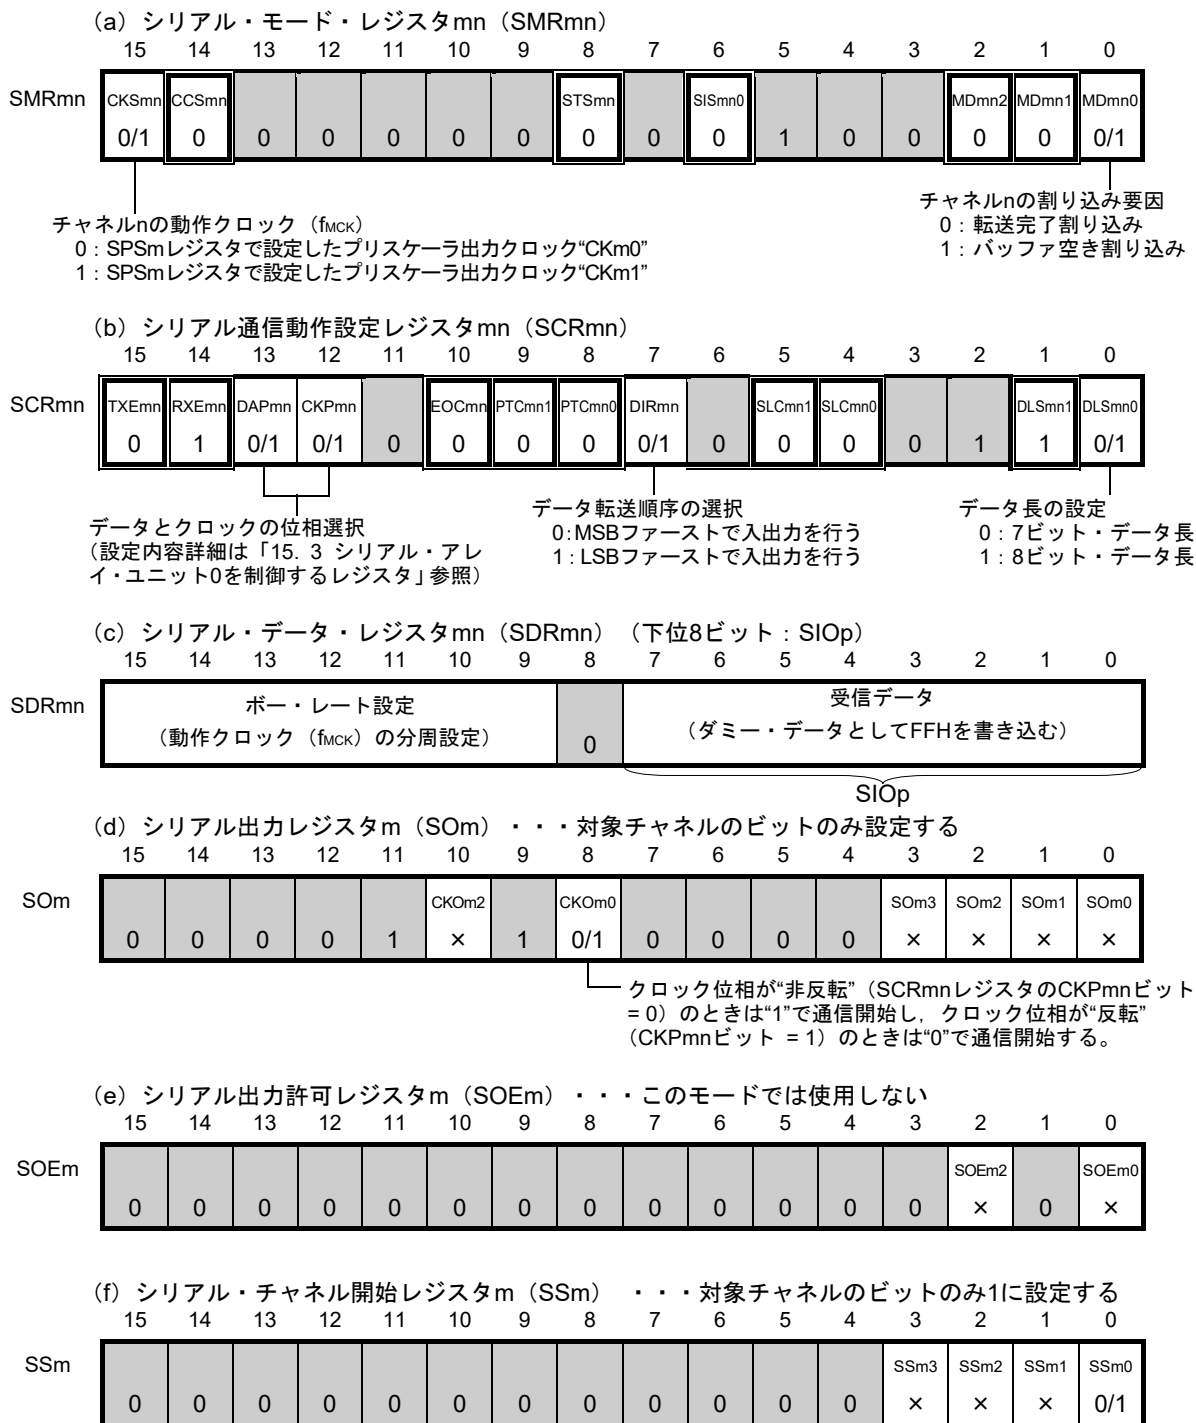 （a）シリアル・モード・レジスタmn（SMRmn）
15 14 13 12 11 10 9 8 7 6 5 4 3 2 1 0
SMRmn
CKSmn CCSmn STSmn SISmn0 MDmn2 MDmn1 MDmn0
0/1 0 0 0 0 0 0 0 0 0 1 0 0 0 0 0/1
チャネルnの動作クロック（fMCK）
0：SPSmレジスタで設定したプリスケーラ出力クロック“CKm0”
1：SPSmレジスタで設定したプリスケーラ出力クロック“CKm1”
チャネルnの割り込み要因
0：転送完了割り込み
1：バッファ空き割り込み
（b）シリアル通信動作設定レジスタmn（SCRmn）
15 14 13 12 11 10 9 8 7 6 5 4 3 2 1 0
SCRmn
TXEmn RXEmn DAPmn CKPmn EOCmn PTCmn1 PTCmn0 DIRmn SLCmn1 SLCmn0 DLSmn1 DLSmn0
0 1 0/1 0/1 0 0 0 0 0/1 0 0 0 0 1 1 0/1
データとクロックの位相選択
（設定内容詳細は「15. 3 シリアル・アレ
イ・ユニット0を制御するレジスタ」参照）
データ転送順序の選択
0:MSBファーストで入出力を行う
1：LSBファーストで入出力を行う
データ長の設定
0：7ビット・データ長
1：8ビット・データ長
（c）シリアル・データ・レジスタmn（SDRmn）（下位8ビット：SIOp）
15 14 13 12 11 10 9 8 7 6 5 4 3 2 1 0
SDRmn
ボー・レート設定
（動作クロック（fMCK）の分周設定）
0
受信データ
（ダミー・データとしてFFHを書き込む）
SIOp
（d）シリアル出力レジスタm（SOm）・・・対象チャネルのビットのみ設定する
15 14 13 12 11 10 9 8 7 6 5 4 3 2 1 0
SOm
CKOm2 CKOm0 SOm3 SOm2 SOm1 SOm0
0 0 0 0 1 × 1 0/1 0 0 0 0 × × × ×
クロック位相が“非反転”（SCRmnレジスタのCKPmnビット
= 0）のときは“1”で通信開始し，クロック位相が“反転”
（CKPmnビット = 1）のときは“0”で通信開始する。
（e）シリアル出力許可レジスタm（SOEm）・・・このモードでは使用しない
15 14 13 12 11 10 9 8 7 6 5 4 3 2 1 0
SOEm
SOEm2 SOEm0
0 0 0 0 0 0 0 0 0 0 0 0 0 × 0 ×
（f）シリアル・チャネル開始レジスタm（SSm） ・・・対象チャネルのビットのみ1に設定する
15 14 13 12 11 10 9 8 7 6 5 4 3 2 1 0
SSm
SSm3 SSm2 SSm1 SSm0
0 0 0 0 0 0 0 0 0 0 0 0 × × × 0/1